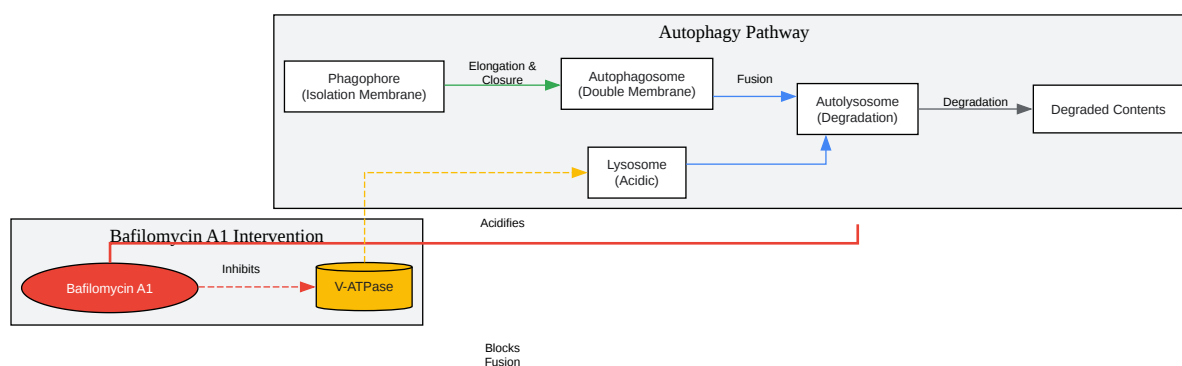 Autophagy Pathway
Phagophore
(Isolation Membrane)
Elongation &
Closure
Autophagosome
(Double Membrane)
Fusion
Autolysosome
(Degradation)
Degradation
Degraded Contents
Lysosome
(Acidic)
Acidifies
Bafilomycin A1 Intervention
Bafilomycin A1
Inhibits
V-ATPase
Blocks
Fusion